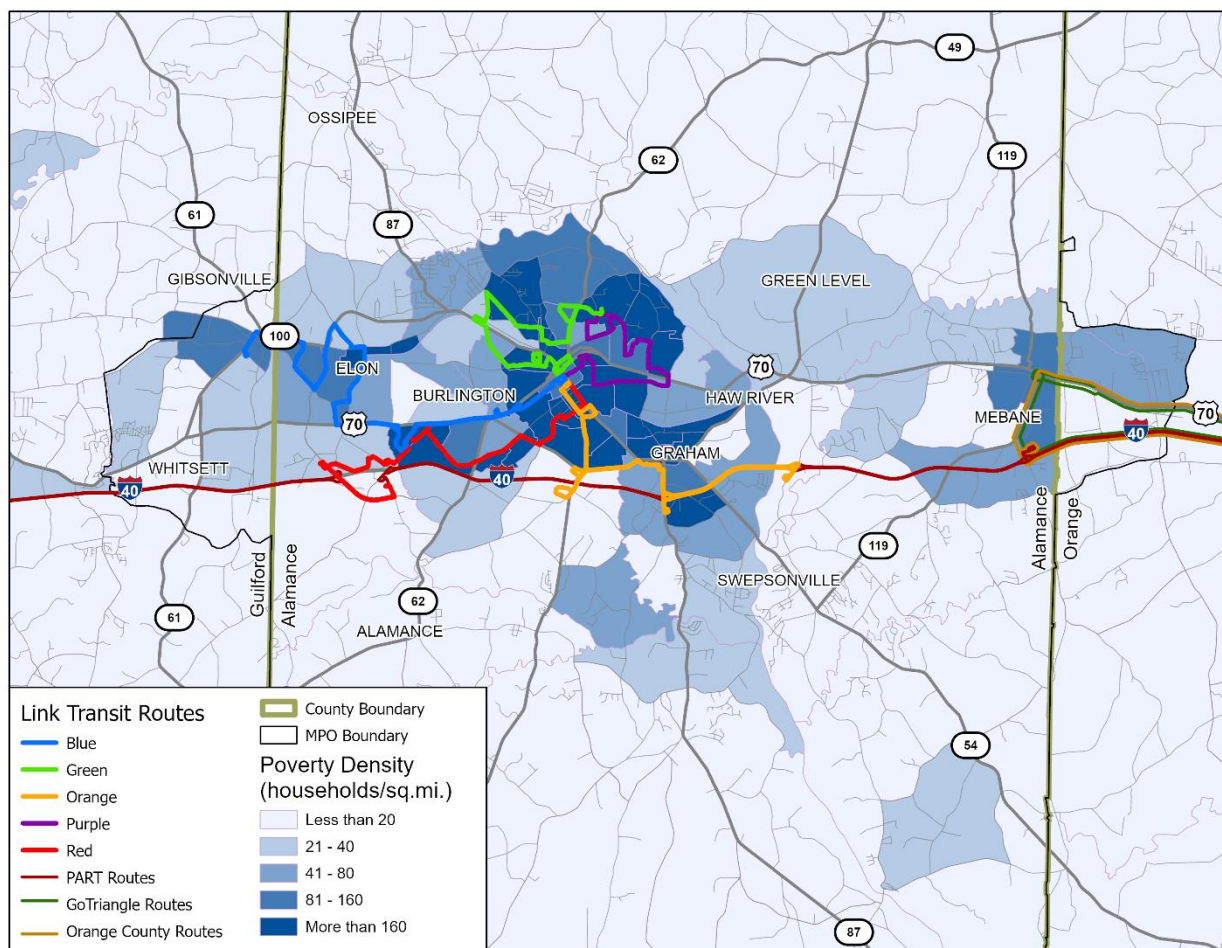 49
OSSIPEE
62
119
61
87
GIBSONVILLE
GREEN LEVEL
100
ELON
70
BURLINGTON
HAW RIVER
70
MEBANE
70
40
WHITSETT
GRAHAM
40
40
Guilford
Alamance
Alamance
Orange
119
SWEPSONVILLE
62
61
ALAMANCE
54
87
Link Transit Routes
Blue
Green
Orange
Purple
Red
PART Routes
GoTriangle Routes
Orange County Routes
County Boundary
MPO Boundary
Poverty Density
(households/sq.mi.)
Less than 20
21 - 40
41 - 80
81 - 160
More than 160